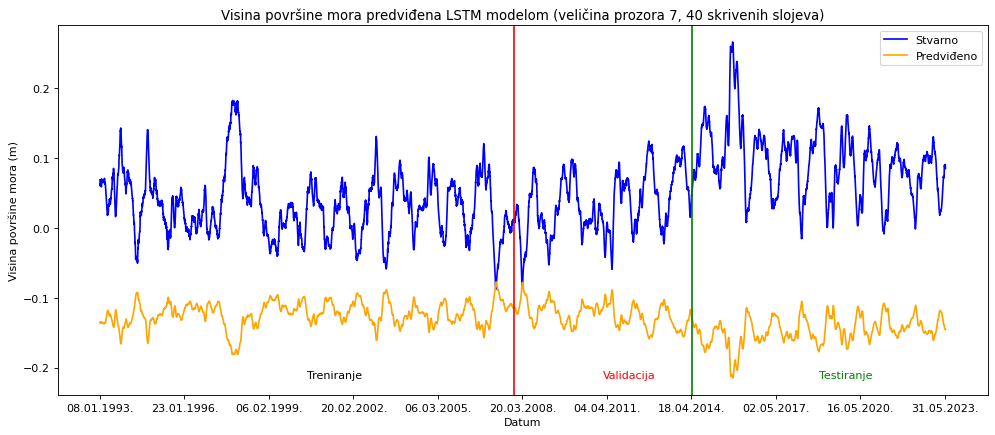 Visina površine mora predviđena LSTM modelom (veličina prozora 7, 40 skrivenih slojeva)
Stvarno
Predviđeno
Visina površine mora (m)
0.2
0.1
0.0
−0.1
−0.2
Treniranje
Validacija
Testiranje
08.01.1993. 23.01.1996. 06.02.1999. 20.02.2002. 06.03.2005. 20.03.2008. 04.04.2011. 18.04.2014. 02.05.2017. 16.05.2020. 31.05.2023.
Datum